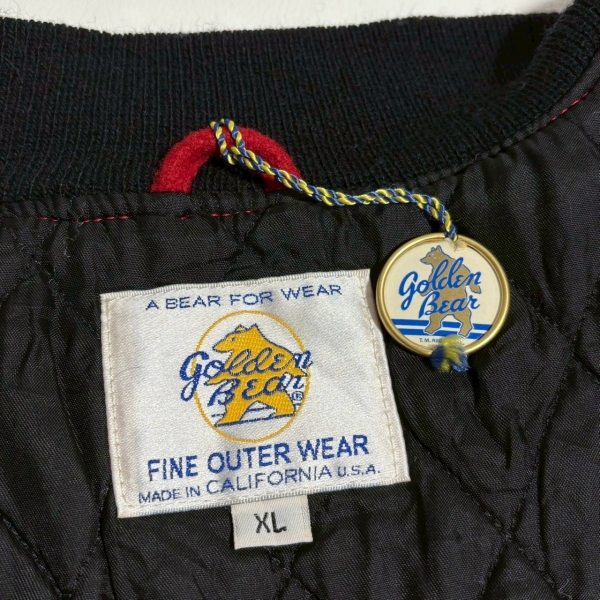 A BEAR FOR WEAR
Golden
Bear®
FINE OUTER WEAR
MADE IN CALIFORNIA U.S.A.
XL
Golden
Bear